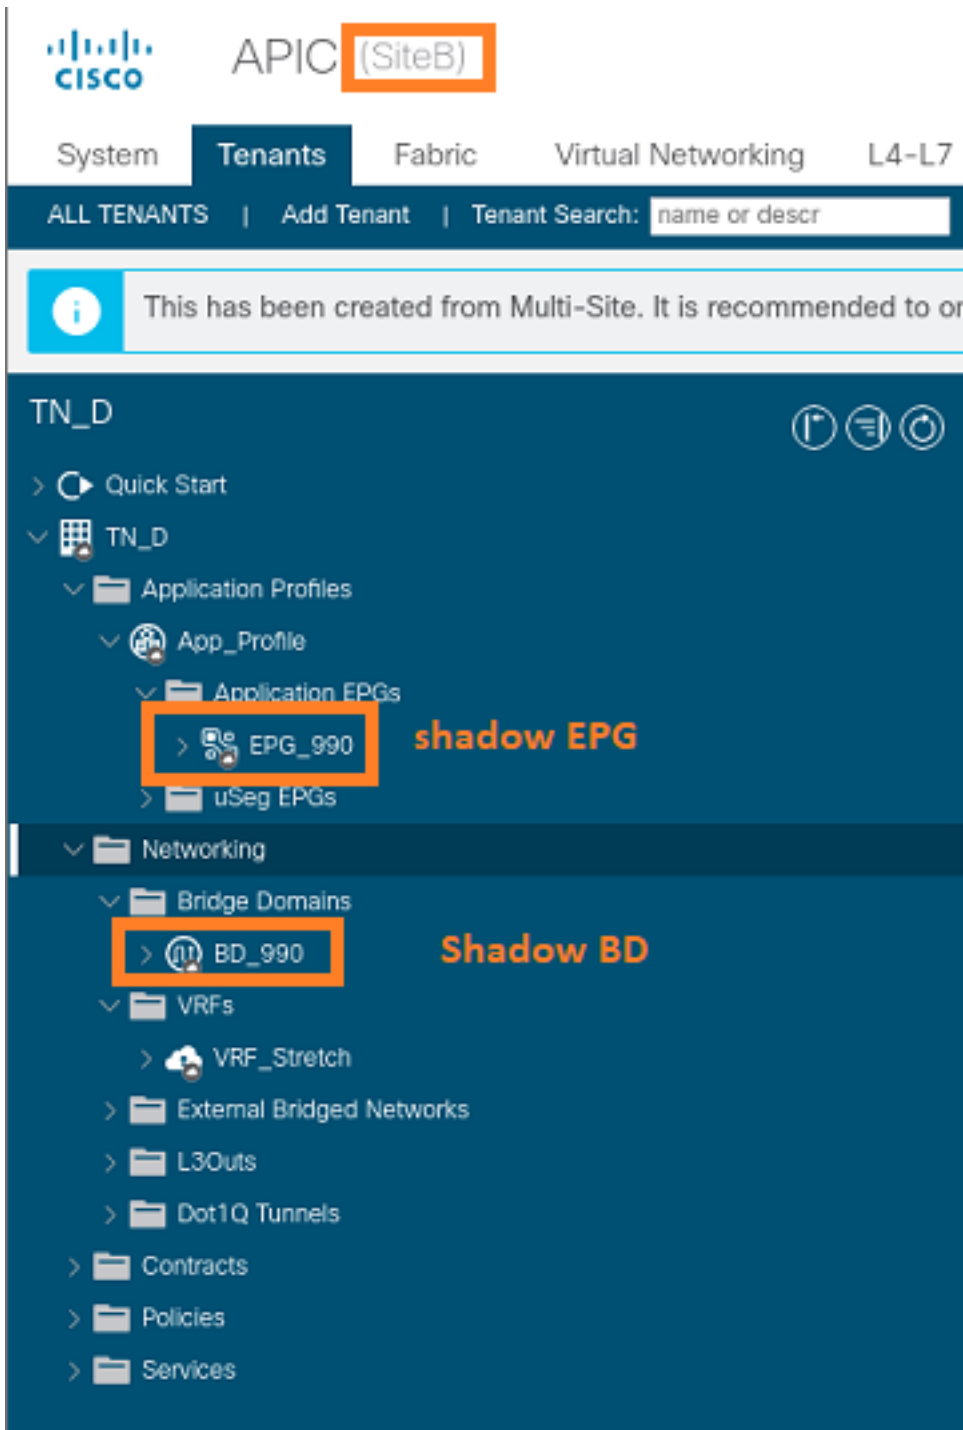 CISCO APIC (SiteB)
System Tenants Fabric Virtual Networking L4-L7
ALL TENANTS | Add Tenant | Tenant Search: name or descr
This has been created from Multi-Site. It is recommended to or
TN_D
Quick Start
TN_D
Application Profiles
App_Profile
Application EPGs
EPG_990 shadow EPG
uSeg EPGs
Networking
Bridge Domains
BD_990 Shadow BD
VRFs
VRF_Stretch
External Bridged Networks
L3Outs
Dot1Q Tunnels
Contracts
Policies
Services